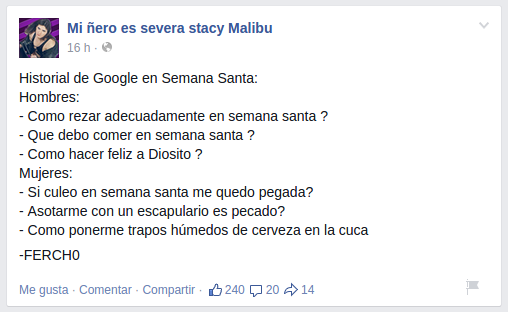 Mi ñero es severa stacy Malibu
16 h ·
Historial de Google en Semana Santa:
Hombres:
- Como rezar adecuadamente en semana santa ?
- Que debo comer en semana santa ?
- Como hacer feliz a Diosito ?
Mujeres:
- Si culeo en semana santa me quedo pegada?
- Asotarme con un escapulario es pecado?
- Como ponerme trapos húmedos de cerveza en la cuca
-FERCH0
Me gusta · Comentar · Compartir · 240 20 14